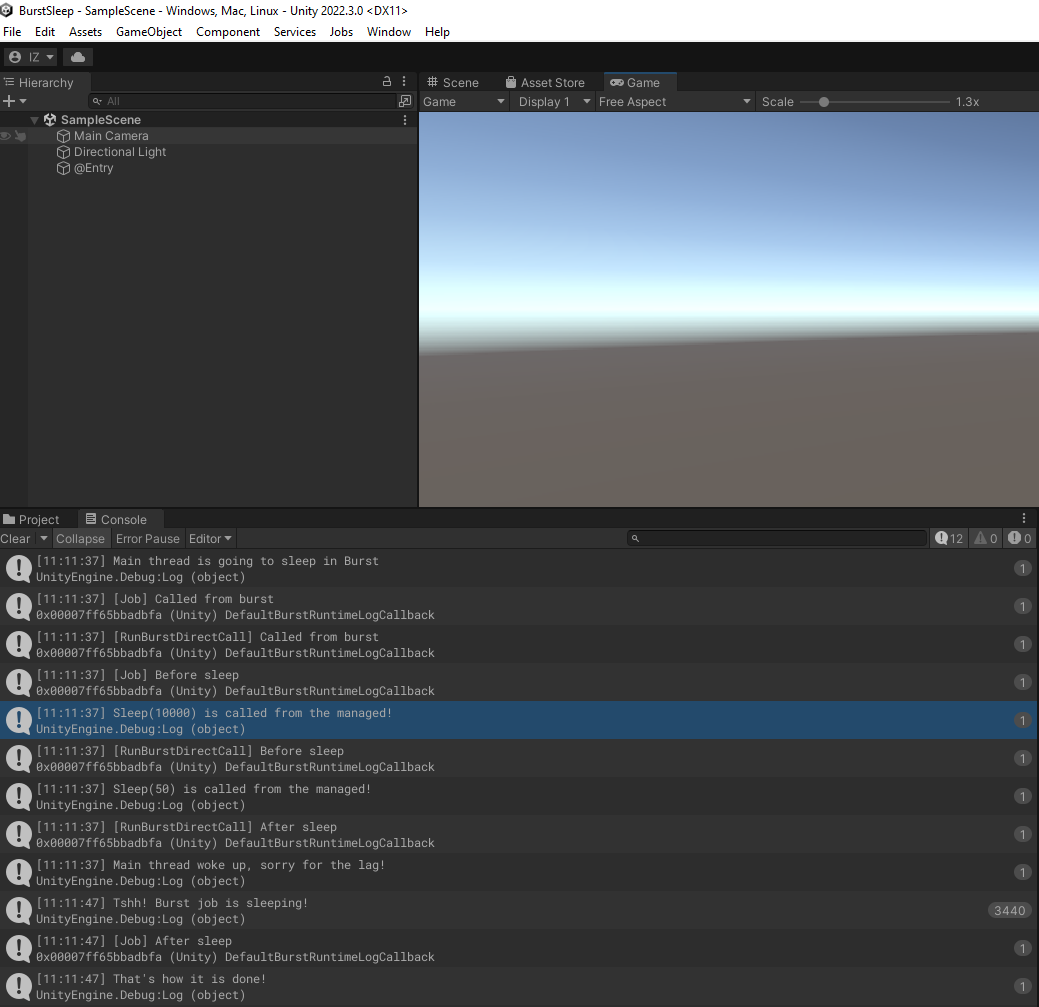 BurstSleep - SampleScene - Windows, Mac, Linux - Unity 2022.3.0 <DX11>
File Edit Assets GameObject Component Services Jobs Window Help
IZ
Hierarchy
All
SampleScene
Main Camera
Directional Light
@Entry
Scene Asset Store Game
Game Display 1 Free Aspect Scale 1.3x
Project Console
Clear Collapse Error Pause Editor 12 0 0
[11:11:37] Main thread is going to sleep in Burst
UnityEngine.Debug:Log (object) 1
[11:11:37] [Job] Called from burst
0x00007ff65bbadbfa (Unity) DefaultBurstRuntimeLogCallback 1
[11:11:37] [RunBurstDirectCall] Called from burst
0x00007ff65bbadbfa (Unity) DefaultBurstRuntimeLogCallback 1
[11:11:37] [Job] Before sleep
0x00007ff65bbadbfa (Unity) DefaultBurstRuntimeLogCallback 1
[11:11:37] Sleep(10000) is called from the managed!
UnityEngine.Debug:Log (object) 1
[11:11:37] [RunBurstDirectCall] Before sleep
0x00007ff65bbadbfa (Unity) DefaultBurstRuntimeLogCallback 1
[11:11:37] Sleep(50) is called from the managed!
UnityEngine.Debug:Log (object) 1
[11:11:37] [RunBurstDirectCall] After sleep
0x00007ff65bbadbfa (Unity) DefaultBurstRuntimeLogCallback 1
[11:11:37] Main thread woke up, sorry for the lag!
UnityEngine.Debug:Log (object) 1
[11:11:47] Tshh! Burst job is sleeping!
UnityEngine.Debug:Log (object) 3440
[11:11:47] [Job] After sleep
0x00007ff65bbadbfa (Unity) DefaultBurstRuntimeLogCallback 1
[11:11:47] That's how it is done!
UnityEngine.Debug:Log (object) 1